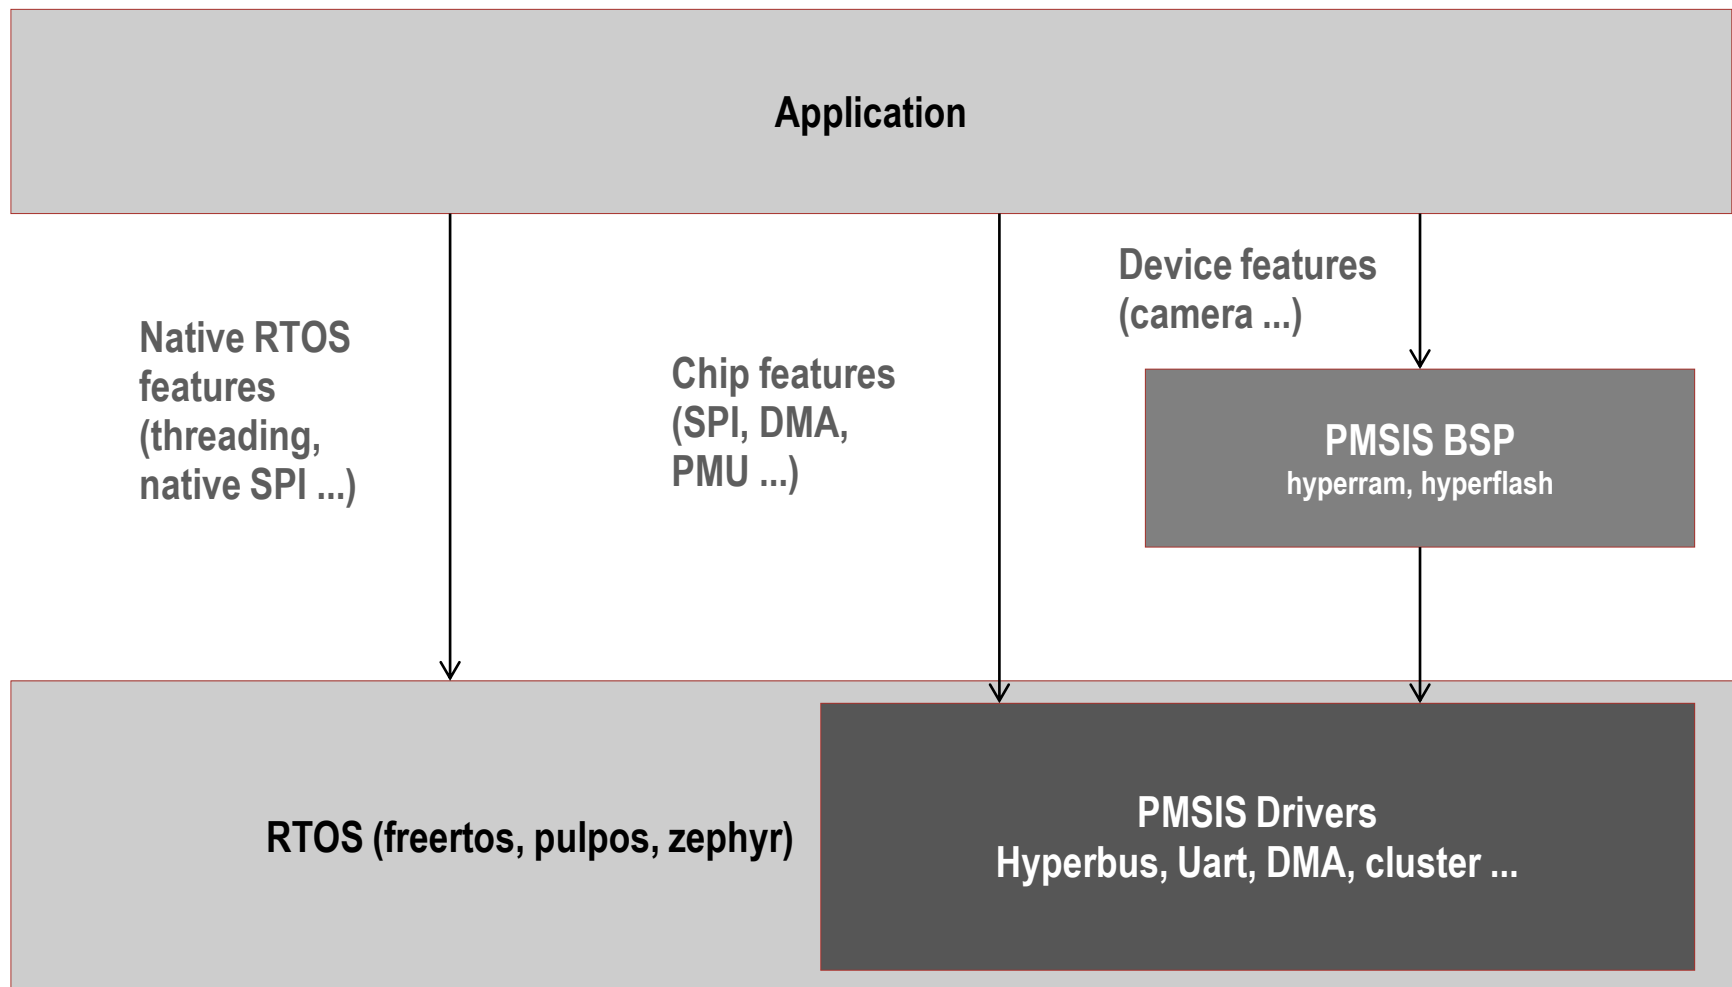 Application
Native RTOS
features
(threading,
native SPI ...)
Chip features
(SPI, DMA,
PMU ...)
Device features
(camera ...)
PMSIS BSP
hyperram, hyperflash
RTOS (freertos, pulpos, zephyr)
PMSIS Drivers
Hyperbus, Uart, DMA, cluster ...